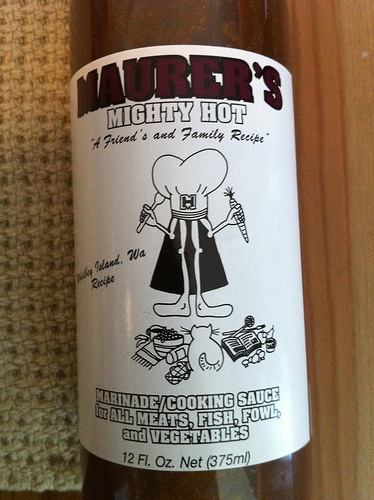 MAURER'S
MIGHTY HOT
"A Friend's and Family Recipe"
H
Whidbey Island, Wa
Recipe
MARINADE/COOKING SAUCE
for ALL MEATS, FISH, FOWL,
and VEGETABLES
12 Fl. Oz. Net (375ml)